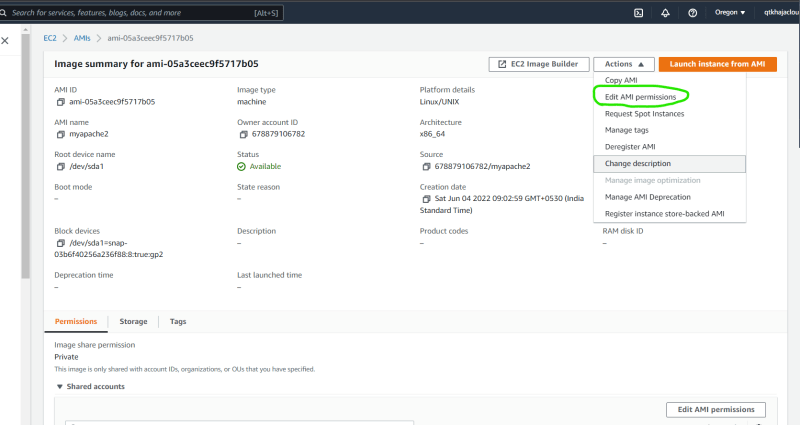 Search for services, features, blogs, docs, and more [Alt+S] Oregon ▼ qtkhajaclou
EC2 > AMIs > ami-05a3ceec9f5717b05
Image summary for ami-05a3ceec9f5717b05 EC2 Image Builder Actions ▲ Launch instance from AMI
Copy AMI
Edit AMI permissions
Request Spot Instances
Manage tags
Deregister AMI
Change description
Manage image optimization
Manage AMI Deprecation
Register instance store-backed AMI
AMI ID
ami-05a3ceec9f5717b05
Image type
machine
Platform details
Linux/UNIX
AMI name
myapache2
Owner account ID
678879106782
Architecture
x86_64
Root device name
/dev/sda1
Status
Available
Source
678879106782/myapache2
Boot mode
–
State reason
–
Creation date
Sat Jun 04 2022 09:02:59 GMT+0530 (India
Standard Time)
Block devices
/dev/sda1=snap-
03b6f40256a236f88:8:true:gp2
Description
–
Product codes
–
RAM disk ID
–
Deprecation time
–
Last launched time
–
Permissions Storage Tags
Image share permission
Private
This image is only shared with account IDs, organizations, or OUs that you have specified.
▼ Shared accounts
Edit AMI permissions